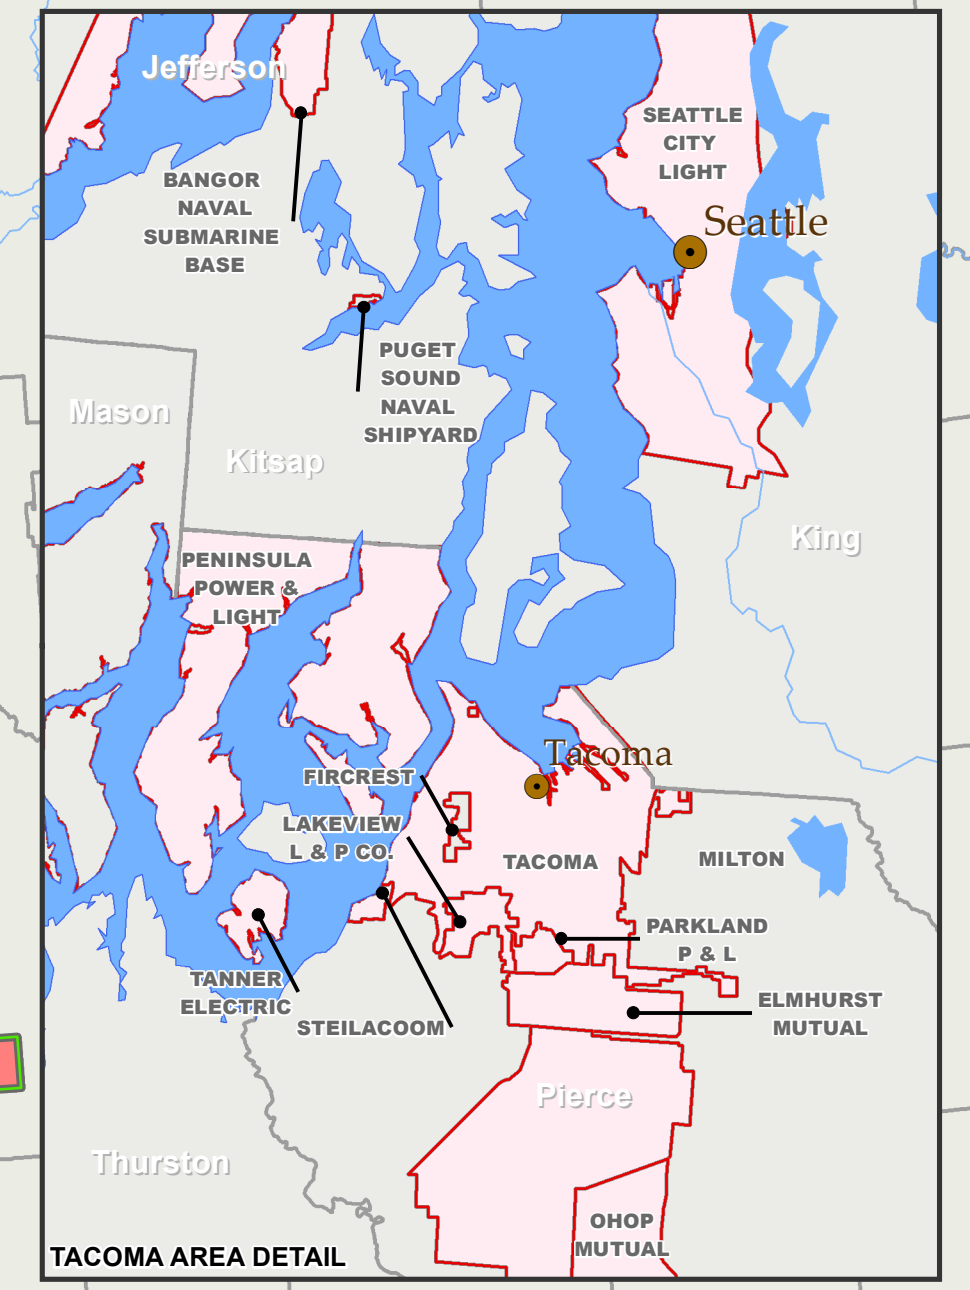 Jefferson
SEATTLE
CITY
LIGHT
BANGOR
NAVAL
SUBMARINE
BASE
Seattle
PUGET
SOUND
NAVAL
SHIPYARD
Mason
Kitsap
King
PENINSULA
POWER &
LIGHT
Tacoma
FIRCREST
LAKEVIEW
L & P CO.
TACOMA
MILTON
PARKLAND
P & L
TANNER
ELECTRIC
STEILACOOM
ELMHURST
MUTUAL
Pierce
Thurston
OHOP
MUTUAL
TACOMA AREA DETAIL